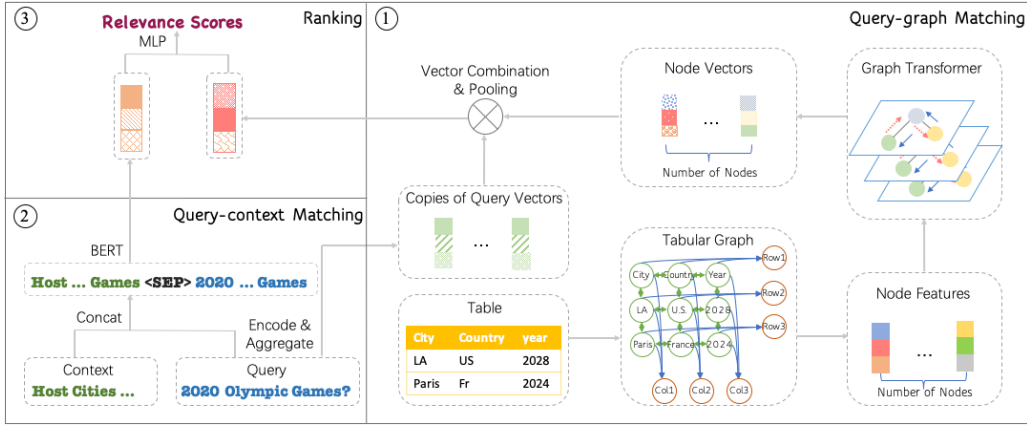 3
Ranking
Relevance Scores
MLP
2
Query-context Matching
BERT
Host ... Games <SEP> 2020 ... Games
Concat
Encode &
Aggregate
Context
Host Cities ...
Query
2020 Olympic Games?
1
Query-graph Matching
Vector Combination
& Pooling
Node Vectors
...
Number of Nodes
Graph Transformer
Copies of Query Vectors
...
Table
City Country year
LA US 2028
Paris Fr 2024
Tabular Graph
City Country Year Row1
LA U.S. 2028 Row2
Paris France 2024 Row3
Col1 Col2 Col3
Node Features
...
Number of Nodes